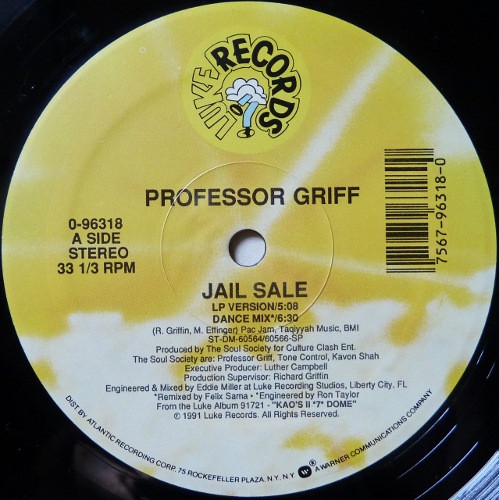 LUKE RECORDS
PROFESSOR GRIFF
0-96318
A SIDE
STEREO
33 1/3 RPM
7567-96318-0
JAIL SALE
LP VERSION/5:08
DANCE MIX*/6:30
(R. Griffin, M. Effinger) Pac Jam, Taqiyyah Music, BMI
ST-DM-60564/60566-SP
Produced by The Soul Society for Culture Clash Ent.
The Soul Society are: Professor Griff, Tone Control, Kavon Shah
Executive Producer: Luther Campbell
Production Supervisor: Richard Griffin
Engineered & Mixed by Eddie Miller at Luke Recording Studios, Liberty City, FL
*Remixed by Felix Sama • *Engineered by Ron Taylor
From the Luke Album 91721 - "KAO'S II *7* DOME"
© 1991 Luke Records. All Rights Reserved.
DIST. BY ATLANTIC RECORDING CORP. 75 ROCKEFELLER PLAZA, N.Y. N.Y. W ® A WARNER COMMUNICATIONS COMPANY